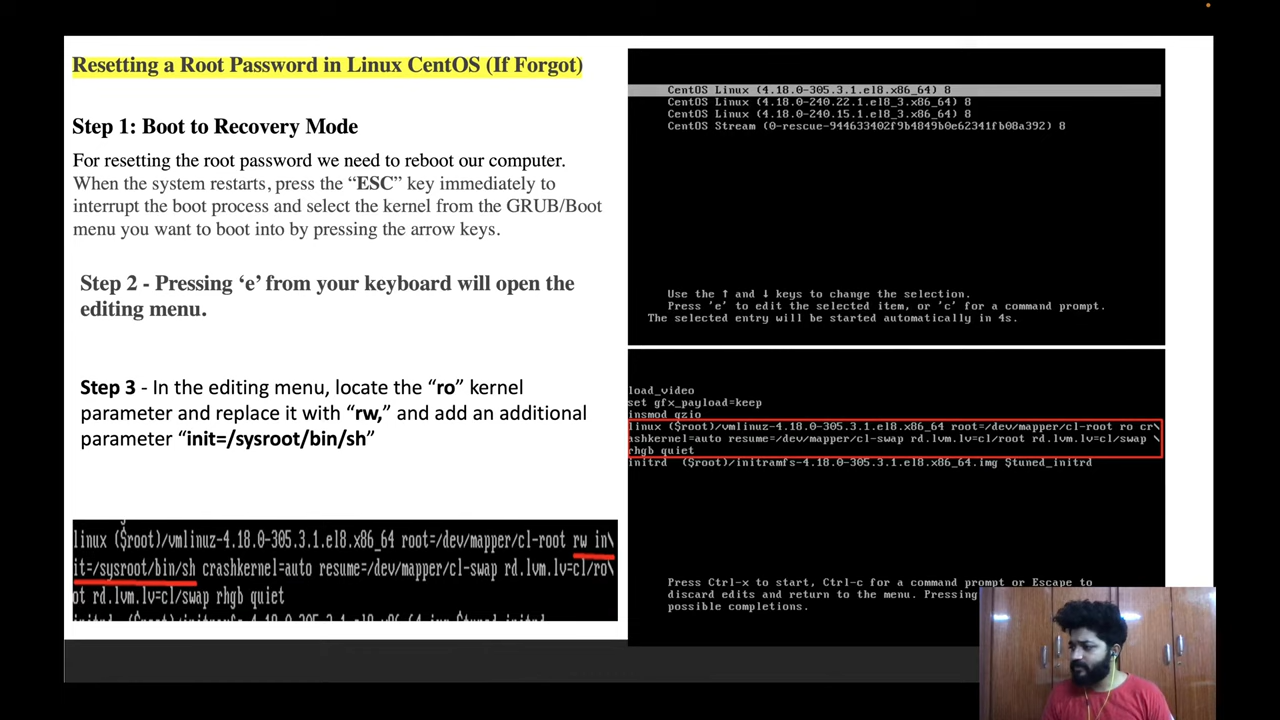 Resetting a Root Password in Linux CentOS (If Forgot)
Step 1: Boot to Recovery Mode
For resetting the root password we need to reboot our computer.
When the system restarts, press the “ESC” key immediately to
interrupt the boot process and select the kernel from the GRUB/Boot
menu you want to boot into by pressing the arrow keys.
Step 2 - Pressing ‘e’ from your keyboard will open the
editing menu.
Step 3 - In the editing menu, locate the “ro” kernel
parameter and replace it with “rw,” and add an additional
parameter “init=/sysroot/bin/sh”
linux ($root)/vmlinuz-4.18.0-305.3.1.el8.x86_64 root=/dev/mapper/cl-root rw in\
it=/sysroot/bin/sh crashkernel=auto resume=/dev/mapper/cl-swap rd.lvm.lv=cl/ro\
ot rd.lvm.lv=cl/swap rhgb quiet
CentOS Linux (4.18.0-305.3.1.el8.x86_64) 8
CentOS Linux (4.18.0-240.22.1.el8_3.x86_64) 8
CentOS Linux (4.18.0-240.15.1.el8_3.x86_64) 8
CentOS Stream (0-rescue-944633402f9b4849b0e62341fb08a392) 8
Use the ↑ and ↓ keys to change the selection.
Press 'e' to edit the selected item, or 'c' for a command prompt.
The selected entry will be started automatically in 4s.
load_video
set gfx_payload=keep
insmod gzio
linux ($root)/vmlinuz-4.18.0-305.3.1.el8.x86_64 root=/dev/mapper/cl-root ro cr\
ashkernel=auto resume=/dev/mapper/cl-swap rd.lvm.lv=cl/root rd.lvm.lv=cl/swap \
rhgb quiet
initrd ($root)/initramfs-4.18.0-305.3.1.el8.x86_64.img $tuned_initrd
Press Ctrl-x to start, Ctrl-c for a command prompt or Escape to
discard edits and return to the menu. Pressing
possible completions.